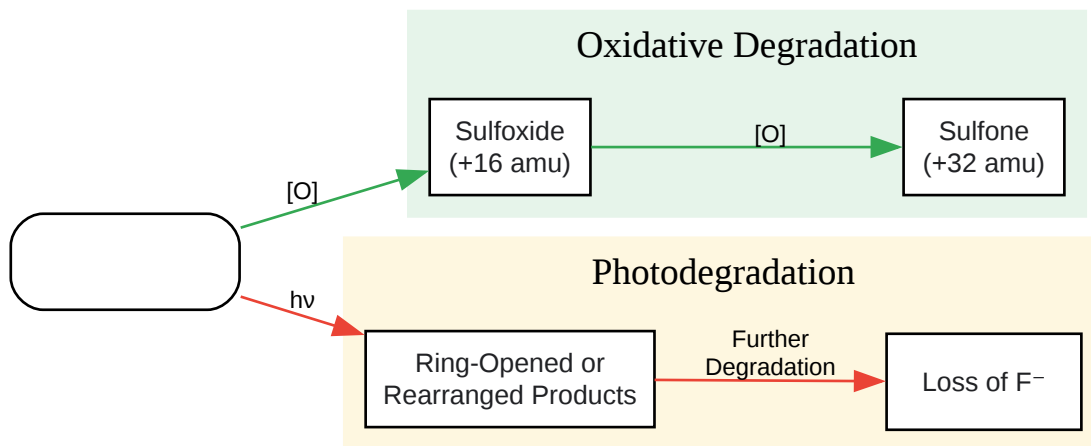 Oxidative Degradation
Sulfoxide
(+16 amu)
[O]
Sulfone
(+32 amu)
[O]
Photodegradation
hν
Ring-Opened or
Rearranged Products
Further
Degradation
Loss of F⁻